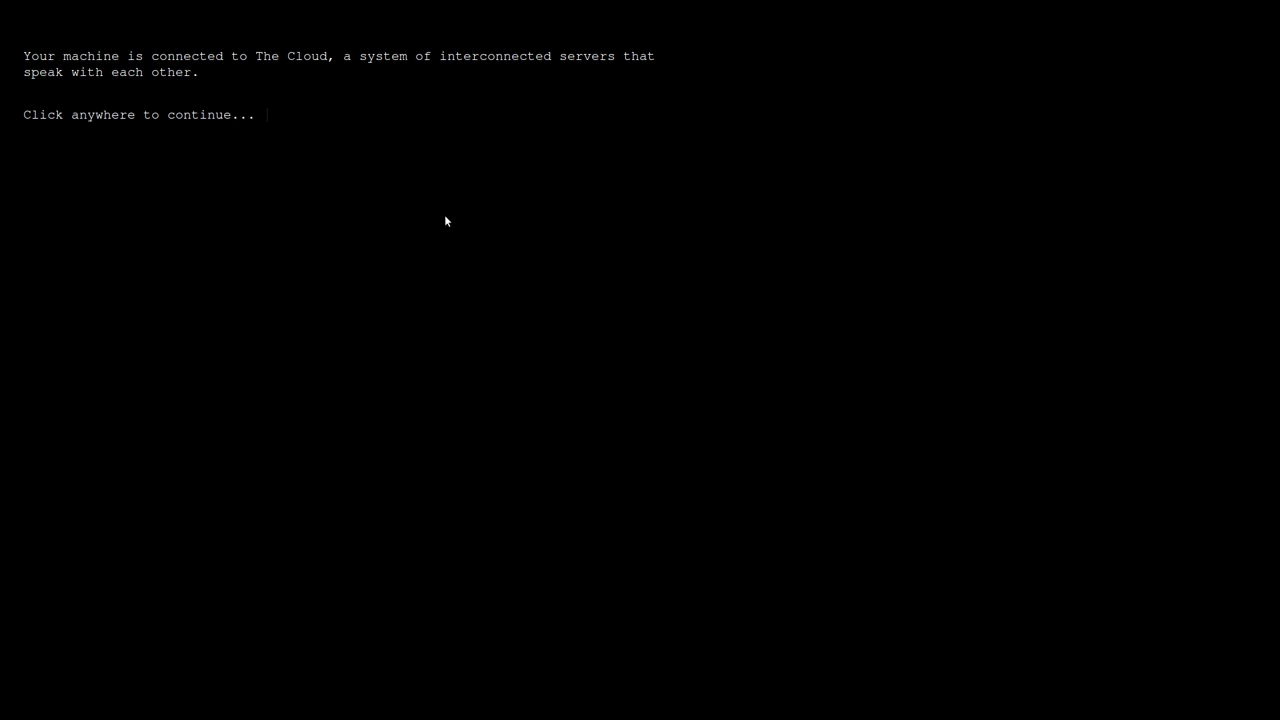 Your machine is connected to The Cloud, a system of interconnected servers that
speak with each other.
Click anywhere to continue...